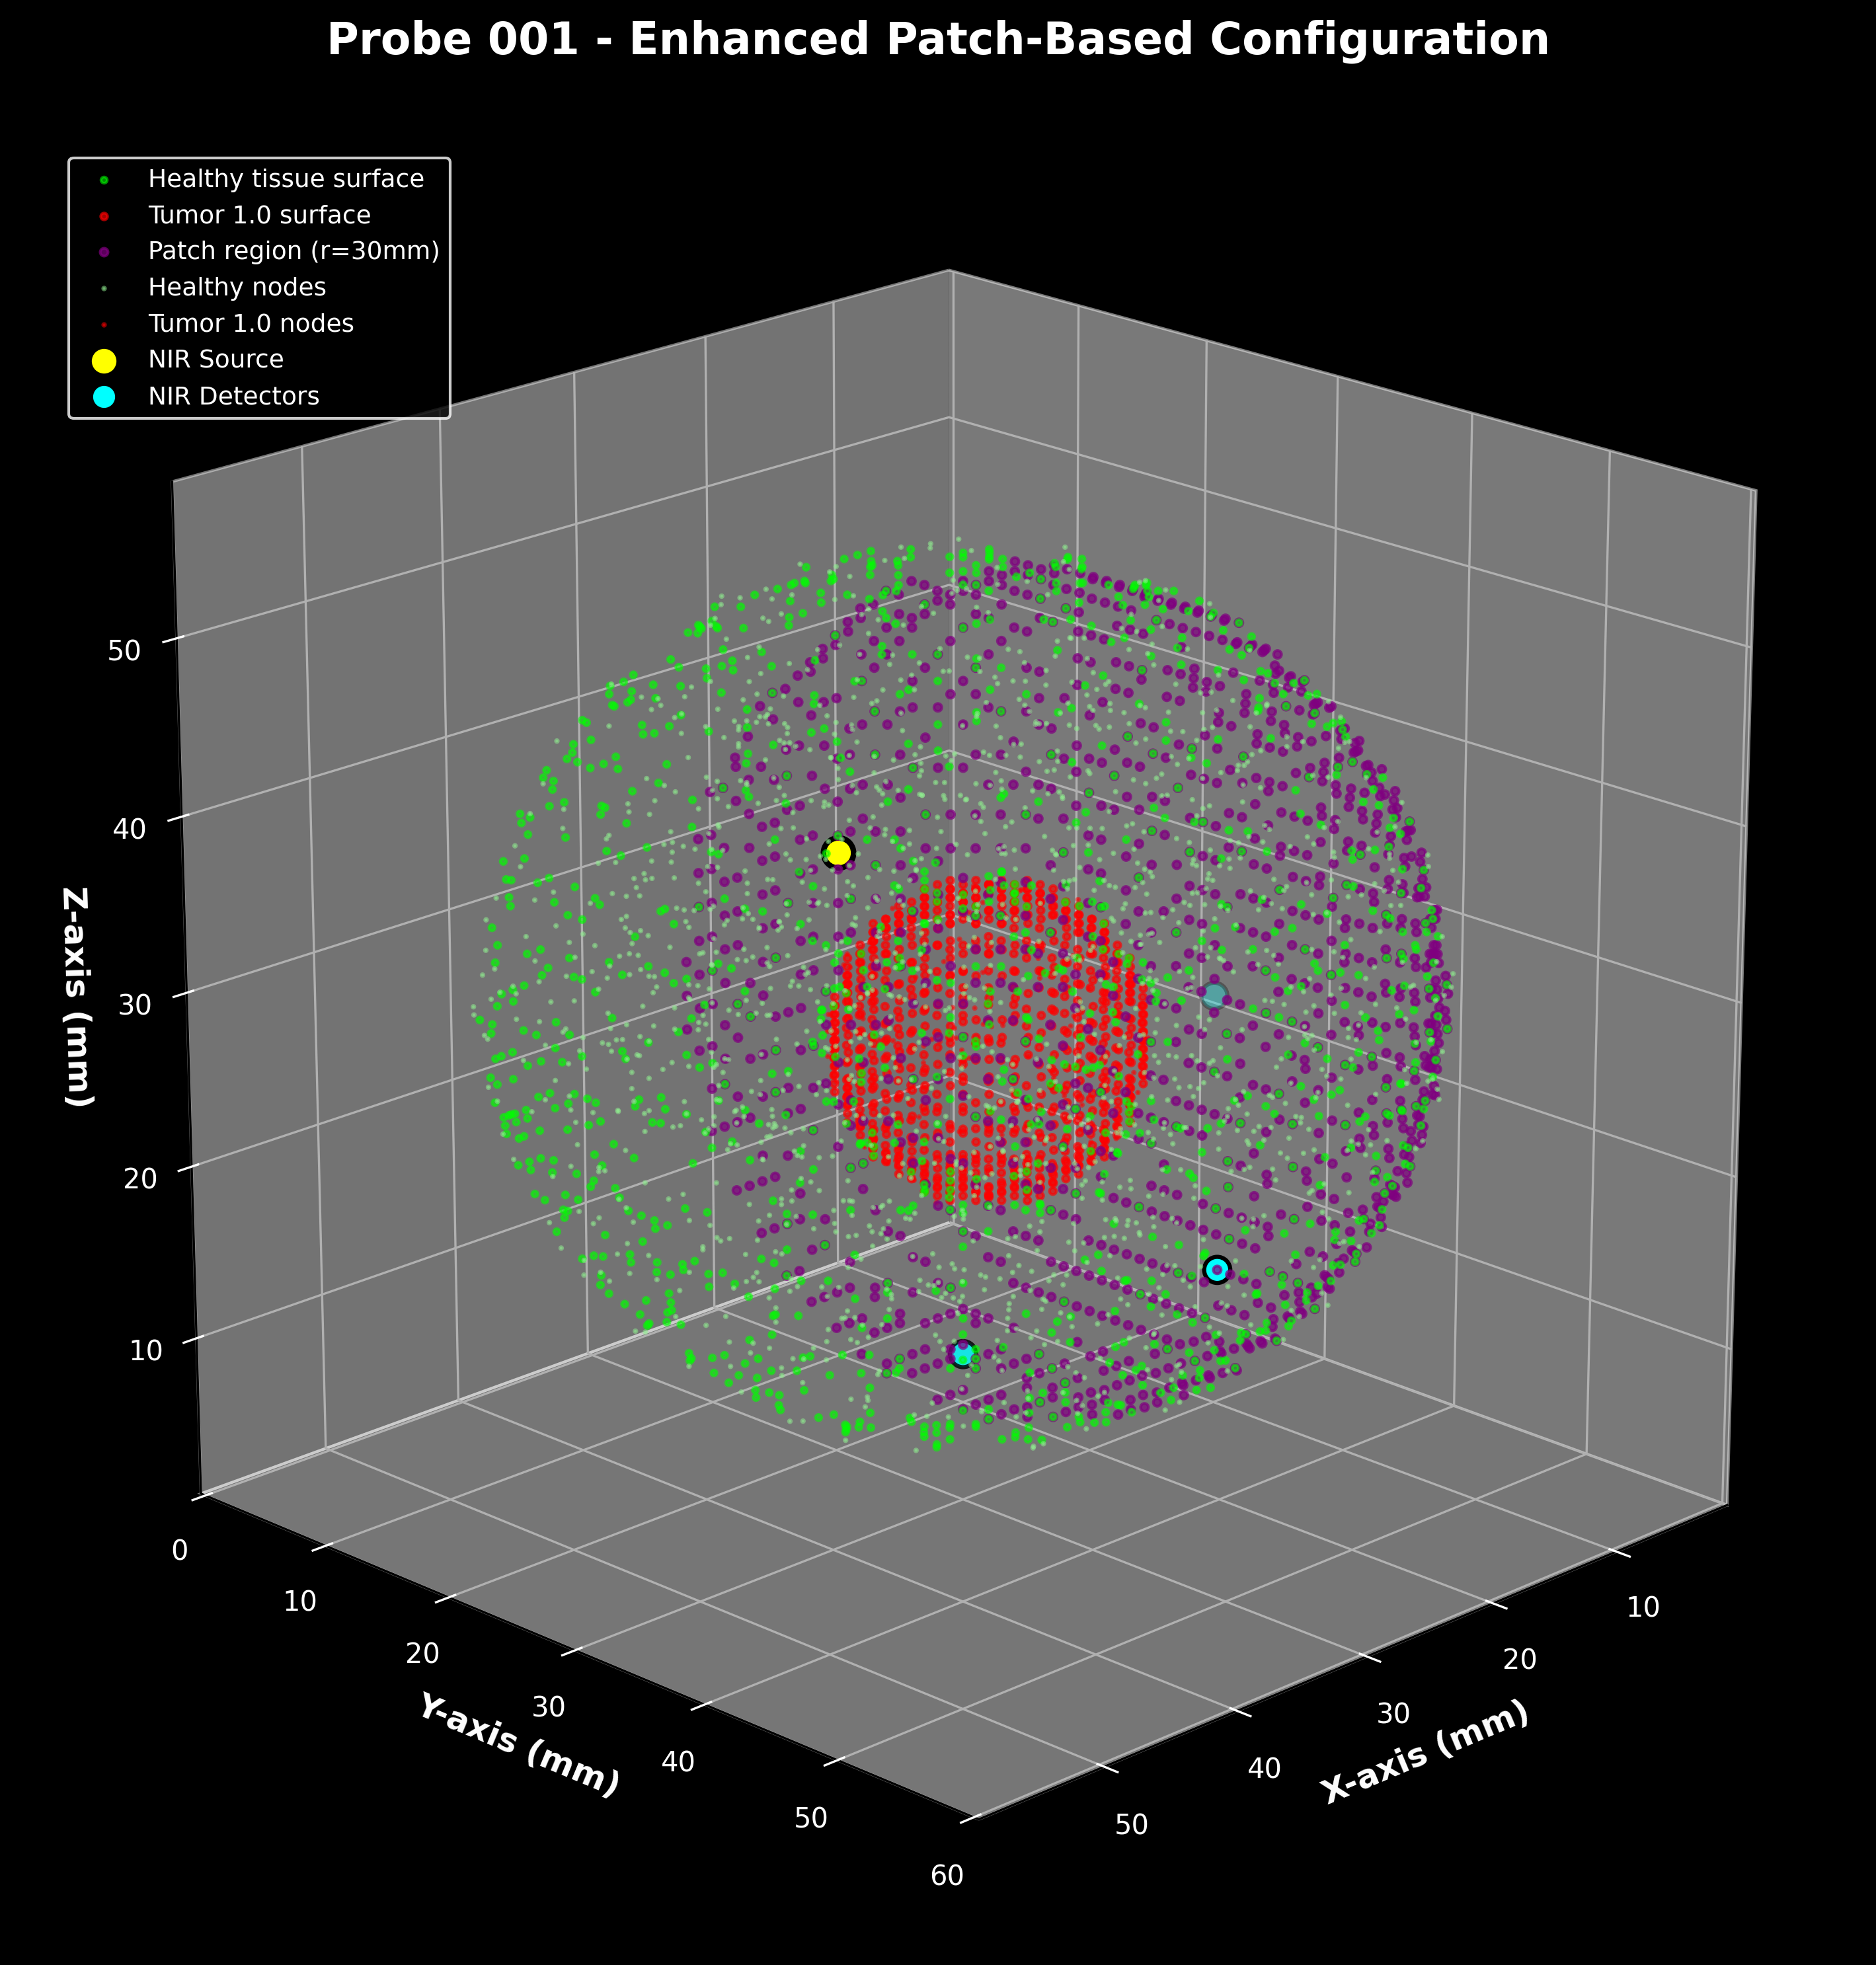 Probe 001 - Enhanced Patch-Based Configuration
Healthy tissue surface
Tumor 1.0 surface
Patch region (r=30mm)
Healthy nodes
Tumor 1.0 nodes
NIR Source
NIR Detectors
50
40
30
20
10
Z-axis (mm)
0
10
20
30
40
50
60
Y-axis (mm)
10
20
30
40
50
X-axis (mm)